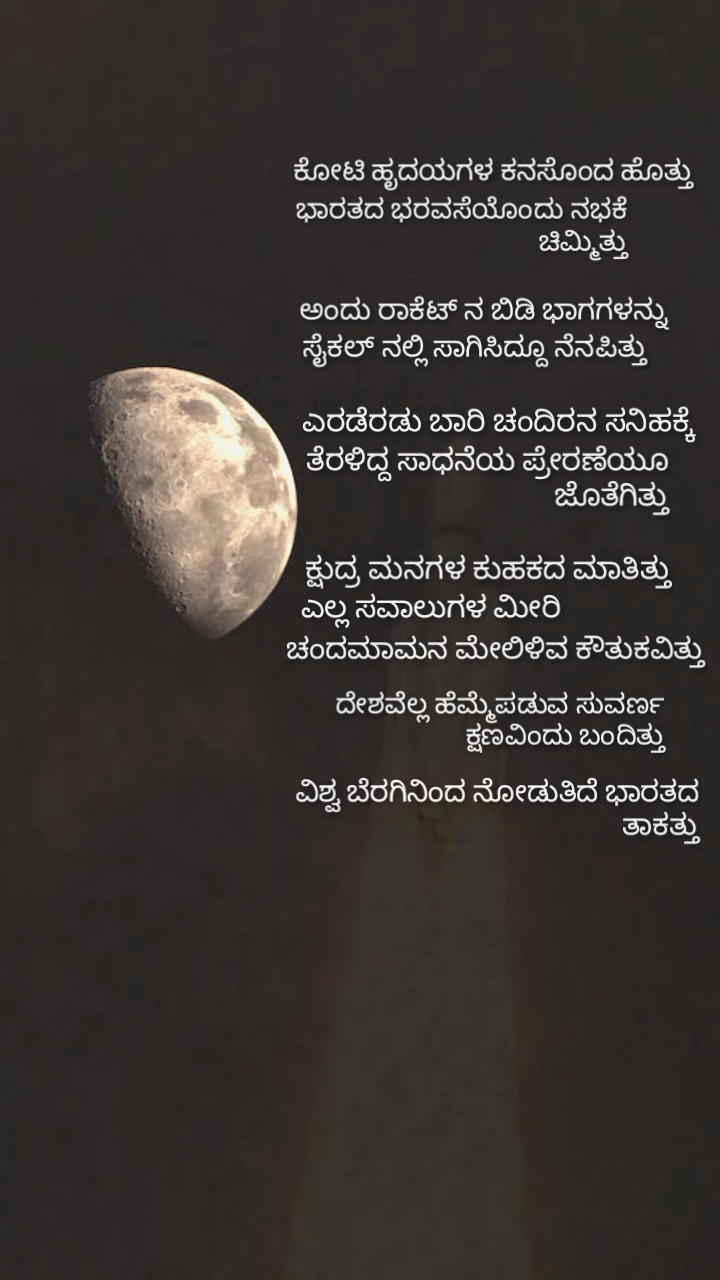 ಕೋಟಿ ಹೃದಯಗಳ ಕನಸೊಂದ ಹೊತ್ತು
ಭಾರತದ ಭರವಸೆಯೊಂದು ನಭಕೆ
ಚಿಮ್ಮಿತ್ತು
ಅಂದು ರಾಕೆಟ್ ನ ಬಿಡಿ ಭಾಗಗಳನ್ನು
ಸೈಕಲ್ ನಲ್ಲಿ ಸಾಗಿಸಿದ್ದೂ ನೆನಪಿತ್ತು
ಎರಡೆರಡು ಬಾರಿ ಚಂದಿರನ ಸನಿಹಕ್ಕೆ
ತೆರಳಿದ್ದ ಸಾಧನೆಯ ಪ್ರೇರಣೆಯೂ
ಜೊತೆಗಿತ್ತು
ಕ್ಷುದ್ರ ಮನಗಳ ಕುಹಕದ ಮಾತಿತ್ತು
ಎಲ್ಲ ಸವಾಲುಗಳ ಮೀರಿ
ಚಂದಮಾಮನ ಮೇಲಿಳಿವ ಕೌತುಕವಿತ್ತು
ದೇಶವೆಲ್ಲ ಹೆಮ್ಮೆಪಡುವ ಸುವರ್ಣ
ಕ್ಷಣವಿಂದು ಬಂದಿತ್ತು
ವಿಶ್ವ ಬೆರಗಿನಿಂದ ನೋಡುತಿದೆ ಭಾರತದ
ತಾಕತ್ತು